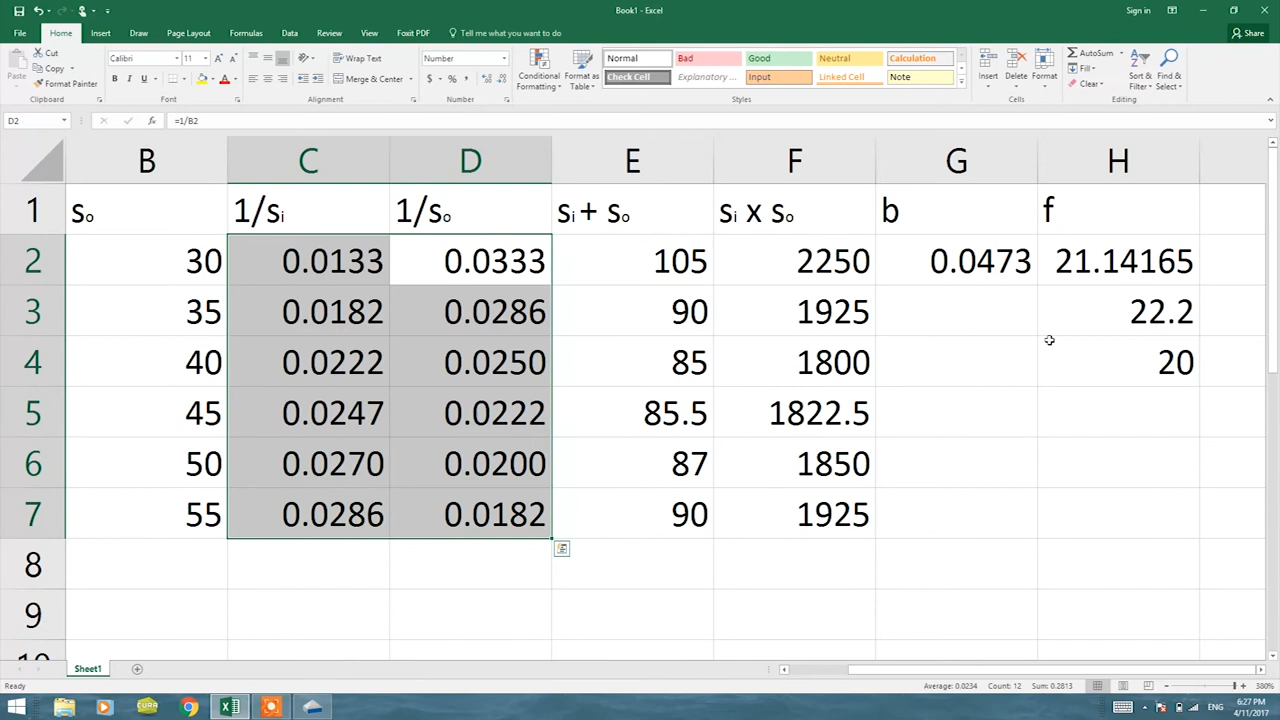 Book1 - Excel
Sign in
File Home Insert Draw Page Layout Formulas Data Review View Foxit PDF Tell me what you want to do Share
Paste Cut Calibri 11 Wrap Text Number Conditional Formatting Format as Table Normal Bad Good Neutral Calculation Insert Delete Format AutoSum Sort & Filter Find & Select
Copy Fill
Format Painter B I U Merge & Center $ % Check Cell Explanatory ... Input Linked Cell Note Clear
Clipboard Font Alignment Number Styles Cells Editing
D2 fx =1/B2
B C D E F G H
1 so 1/si 1/so si + so si x so b f
2 30 0.0133 0.0333 105 2250 0.0473 21.14165
3 35 0.0182 0.0286 90 1925 22.2
4 40 0.0222 0.0250 85 1800 20
5 45 0.0247 0.0222 85.5 1822.5
6 50 0.0270 0.0200 87 1850
7 55 0.0286 0.0182 90 1925
8
9
10
Sheet1
Ready Average: 0.0234 Count: 12 Sum: 0.2813 380%
CURA ENG 6:27 PM
4/11/2017